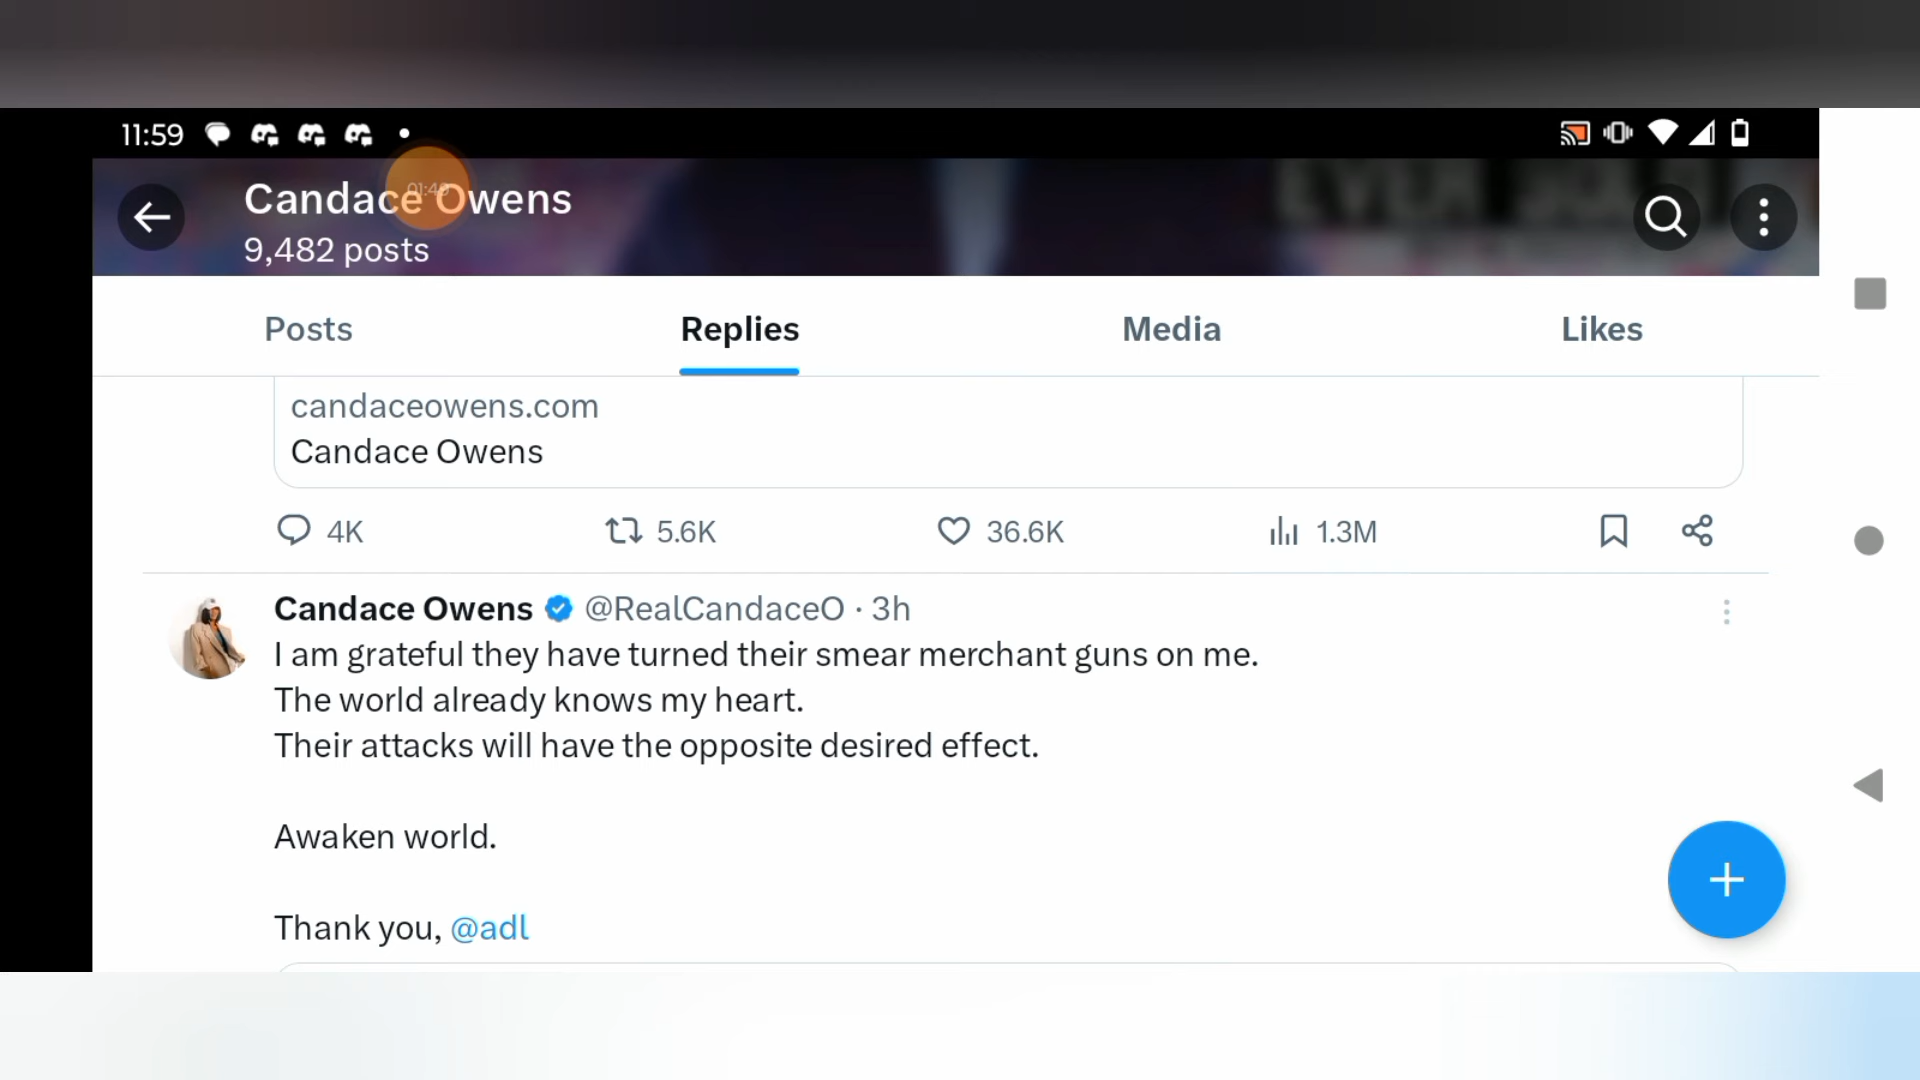 11:59
Candace Owens
01:49
9,482 posts
Posts
Replies
Media
Likes
candaceowens.com
Candace Owens
4K
5.6K
36.6K
1.3M
Candace Owens @RealCandaceO · 3h
I am grateful they have turned their smear merchant guns on me.
The world already knows my heart.
Their attacks will have the opposite desired effect.
Awaken world.
Thank you, @adl